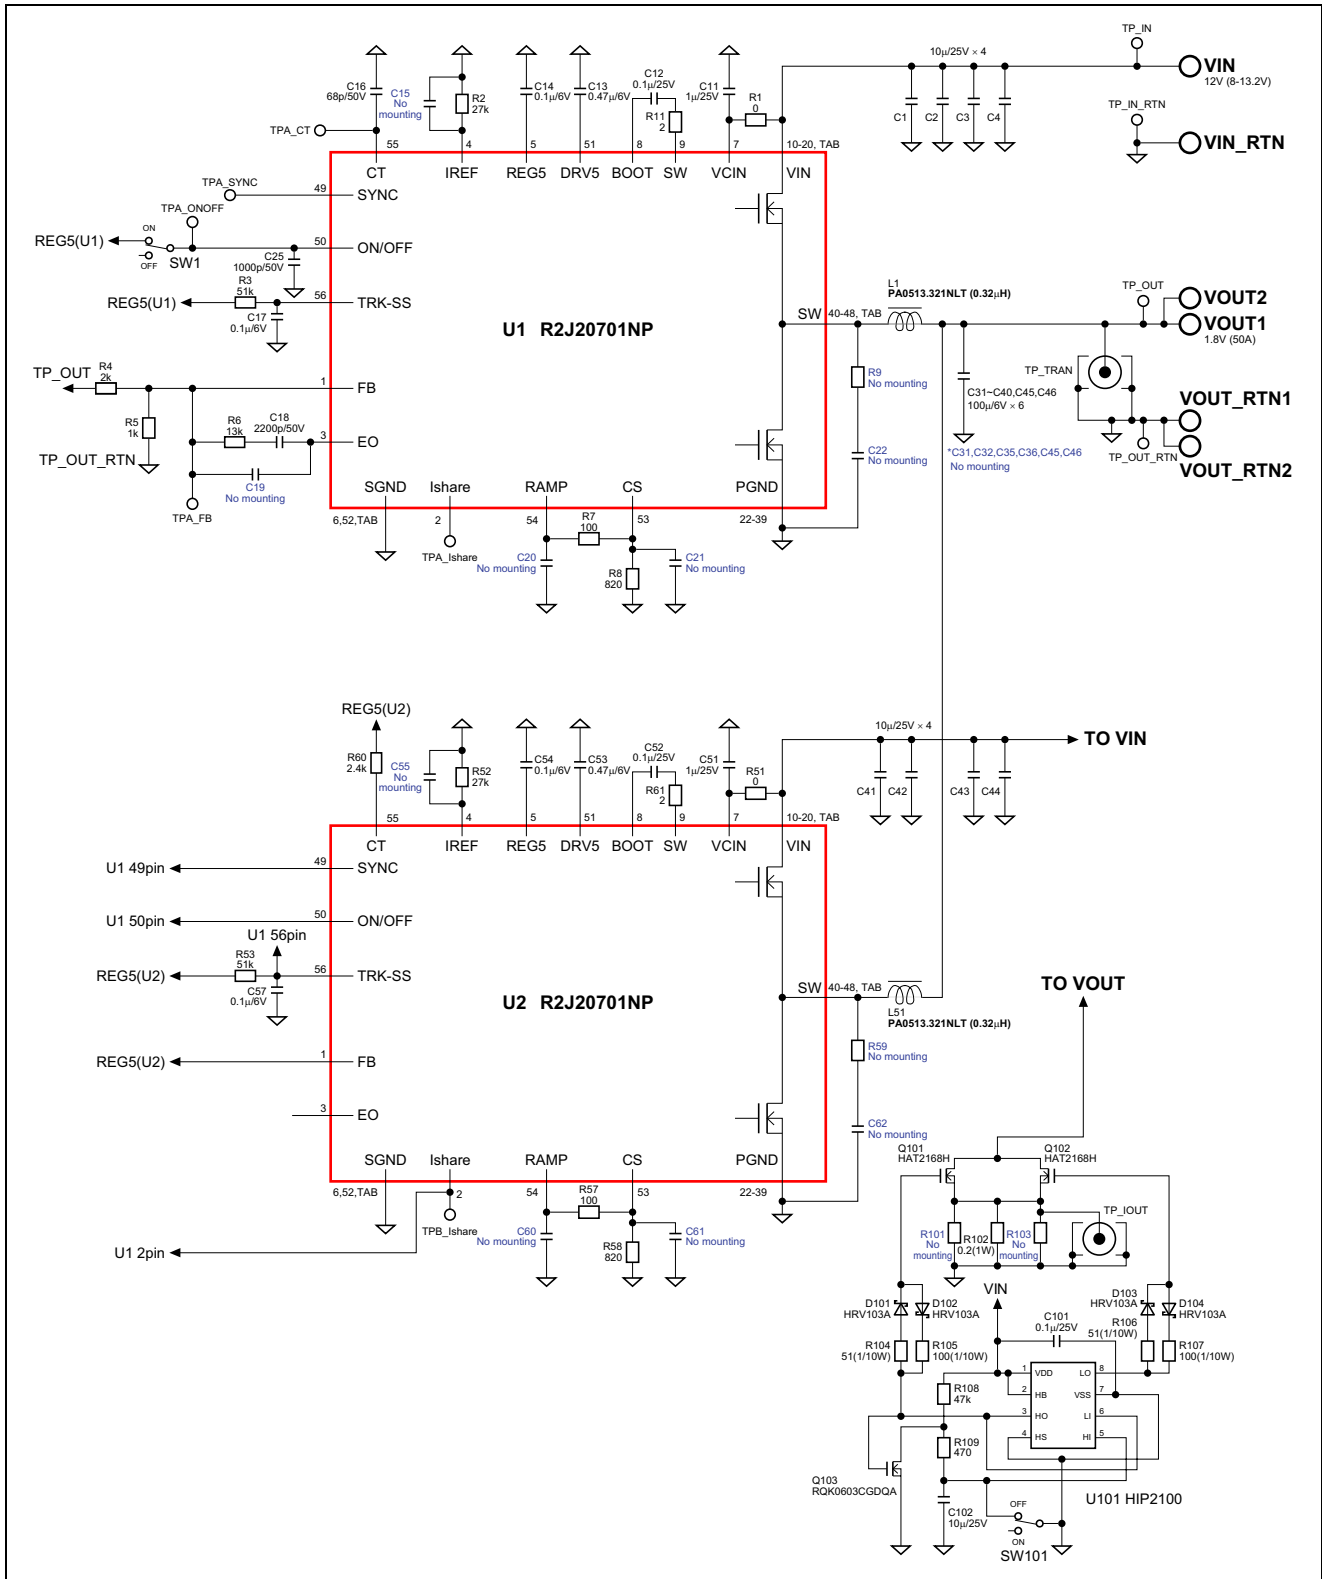 TP_IN
10µ/25V × 4
VIN
12V (8-13.2V)
C1
C2
C3
C4
TP_IN_RTN
VIN_RTN
C16
68p/50V
C15
No
mounting
R2
27k
C14
0.1µ/6V
C13
0.47µ/6V
C12
0.1µ/25V
R11
2
C11
1µ/25V
R1
0
TPA_CT
55
4
5
51
8
9
7
10-20, TAB
CT
IREF
REG5
DRV5
BOOT
SW
VCIN
VIN
TPA_SYNC
49
SYNC
TPA_ONOFF
REG5(U1)
ON
OFF
SW1
50
ON/OFF
C25
1000p/50V
R3
51k
REG5(U1)
56
TRK-SS
C17
0.1µ/6V
U1 R2J20701NP
SW
40-48, TAB
L1
PA0513.321NLT (0.32µH)
TP_OUT
VOUT2
VOUT1
1.8V (50A)
TP_TRAN
C31~C40,C45,C46
100µ/6V × 6
*C31,C32,C35,C36,C45,C46
No mounting
VOUT_RTN1
TP_OUT_RTN
VOUT_RTN2
R9
No mounting
C22
No mounting
TP_OUT
R4
2k
1
FB
R5
1k
R6
13k
C18
2200p/50V
3
EO
TP_OUT_RTN
C19
No mounting
TPA_FB
SGND
Ishare
RAMP
CS
PGND
6,52,TAB
2
54
53
22-39
TPA_Ishare
R7
100
C20
No mounting
R8
820
C21
No mounting
REG5(U2)
R60
2.4k
C55
No
mounting
R52
27k
C54
0.1µ/6V
C53
0.47µ/6V
C52
0.1µ/25V
R61
2
C51
1µ/25V
R51
0
10µ/25V × 4
TO VIN
C41
C42
C43
C44
55
4
5
51
8
9
7
10-20, TAB
CT
IREF
REG5
DRV5
BOOT
SW
VCIN
VIN
U1 49pin
49
SYNC
U1 50pin
50
ON/OFF
U1 56pin
R53
51k
REG5(U2)
56
TRK-SS
C57
0.1µ/6V
U2 R2J20701NP
SW
40-48, TAB
L51
PA0513.321NLT (0.32µH)
TO VOUT
R59
No mounting
REG5(U2)
1
FB
3
EO
C62
No mounting
SGND
Ishare
RAMP
CS
PGND
6,52,TAB
2
54
53
22-39
TPB_Ishare
U1 2pin
R57
100
C60
No mounting
R58
820
C61
No mounting
Q101
HAT2168H
Q102
HAT2168H
R101
No
mounting
R102
0.2(1W)
R103
No
mounting
TP_IOUT
VIN
D101
HRV103A
D102
HRV103A
D103
HRV103A
D104
HRV103A
C101
0.1µ/25V
R104
51(1/10W)
R105
100(1/10W)
R106
51(1/10W)
R107
100(1/10W)
R108
47k
R109
470
1
VDD
LO
8
2
HB
VSS
7
3
HO
LI
6
4
HS
HI
5
Q103
RQK0603CGDQA
C102
10µ/25V
OFF
ON
SW101
U101 HIP2100